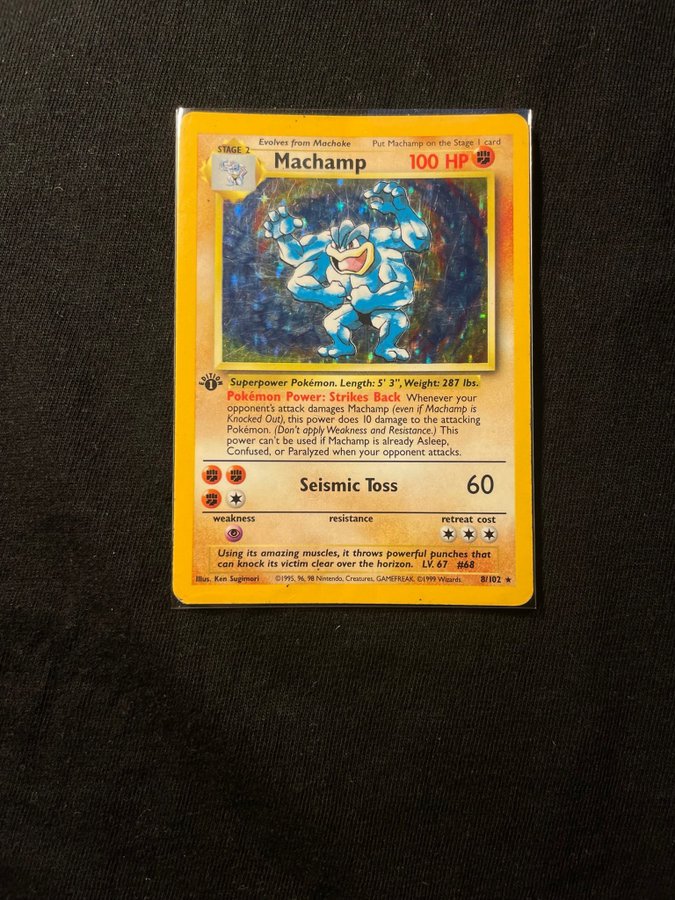 Evolves from Machoke Put Machamp on the Stage 1 card
STAGE 2
Machamp 100 HP
EDITION
1
Superpower Pokémon. Length: 5' 3", Weight: 287 lbs.
Pokémon Power: Strikes Back Whenever your
opponent's attack damages Machamp (even if Machamp is
Knocked Out), this power does 10 damage to the attacking
Pokémon. (Don't apply Weakness and Resistance.) This
power can't be used if Machamp is already Asleep,
Confused, or Paralyzed when your opponent attacks.
Seismic Toss 60
weakness resistance retreat cost
Using its amazing muscles, it throws powerful punches that
can knock its victim clear over the horizon. LV. 67 #68
Illus. Ken Sugimori ©1995, 96, 98 Nintendo, Creatures, GAMEFREAK. ©1999 Wizards. 8/102 ★